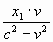 x₁ · v
c² − v²